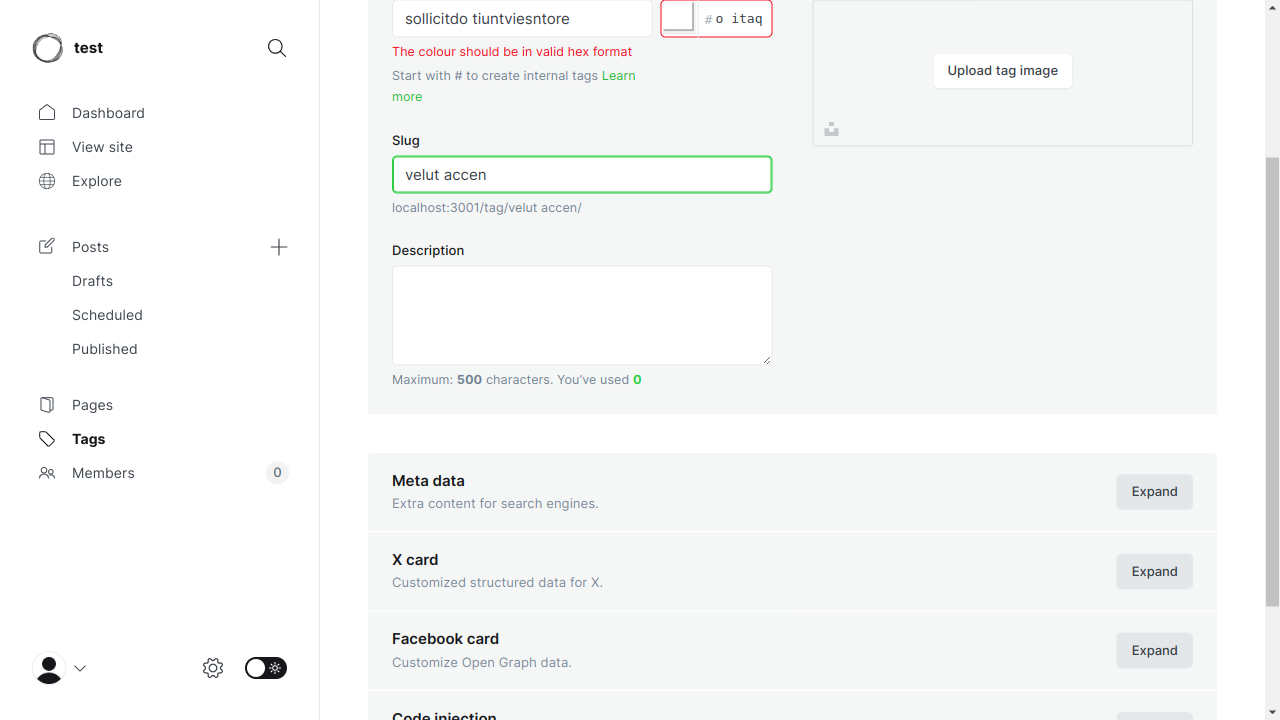 test
Dashboard
View site
Explore
Posts
Drafts
Scheduled
Published
Pages
Tags
Members
0
sollicitdo tiuntviesntore
# o itaq
The colour should be in valid hex format
Start with # to create internal tags Learn
more
Upload tag image
Slug
velut accen
localhost:3001/tag/velut accen/
Description
Maximum: 500 characters. You’ve used 0
Meta data
Extra content for search engines.
Expand
X card
Customized structured data for X.
Expand
Facebook card
Customize Open Graph data.
Expand
Code injection